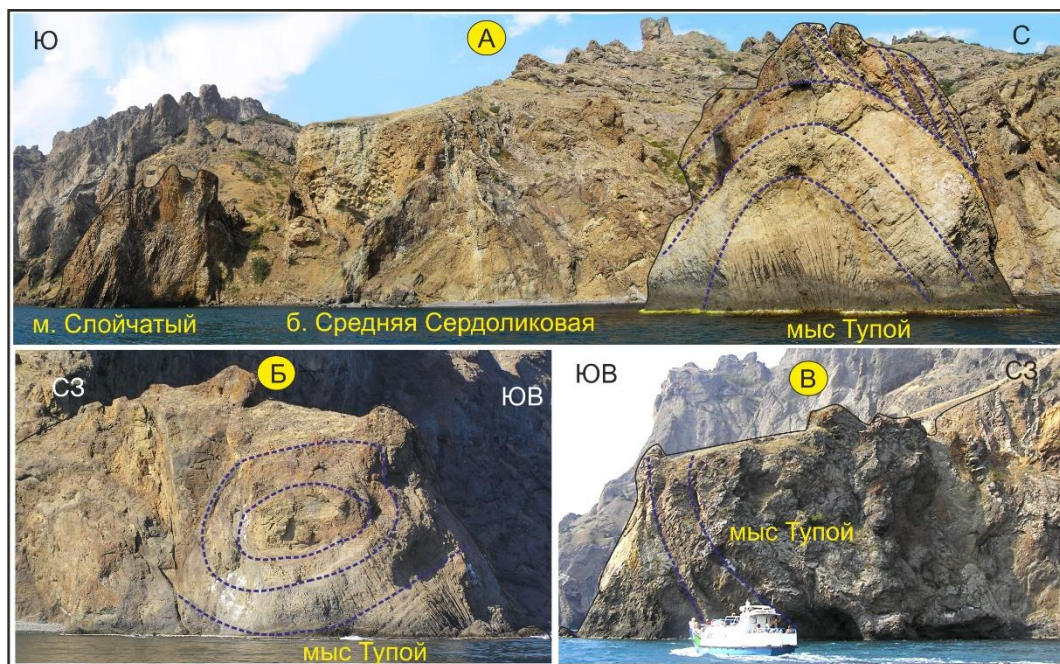 Ю
А
С
м. Слойчатый
б. Средняя Сердоликовая
мыс Тупой
СЗ
Б
ЮВ
мыс Тупой
ЮВ
В
СЗ
мыс Тупой